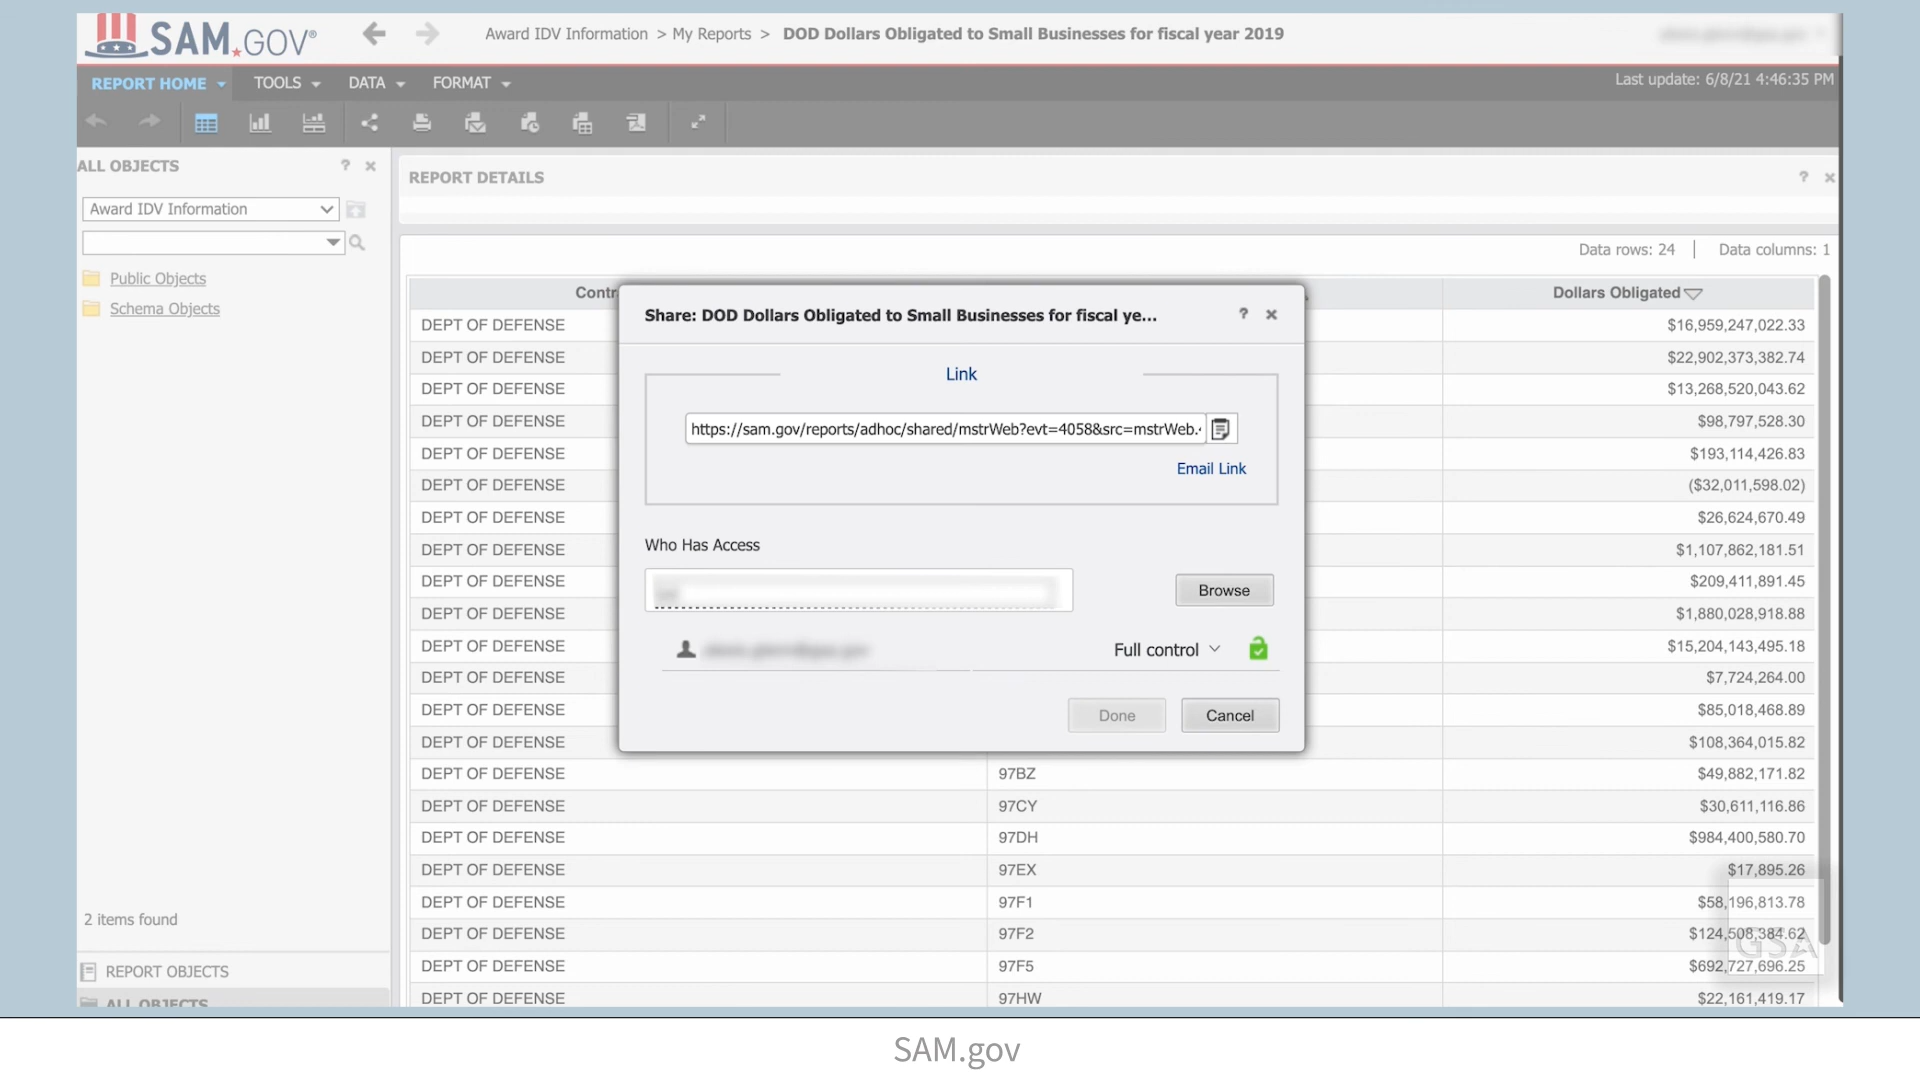 SAM.GOV®
Award IDV Information > My Reports > DOD Dollars Obligated to Small Businesses for fiscal year 2019
REPORT HOME TOOLS DATA FORMAT
Last update: 6/8/21 4:46:35 PM
ALL OBJECTS ? ×
Award IDV Information
Public Objects
Schema Objects
2 items found
REPORT OBJECTS
ALL OBJECTS
REPORT DETAILS ? ×
Data rows: 24 | Data columns: 1
Contr Dollars Obligated
DEPT OF DEFENSE $16,959,247,022.33
DEPT OF DEFENSE $22,902,373,382.74
DEPT OF DEFENSE $13,268,520,043.62
DEPT OF DEFENSE $98,797,528.30
DEPT OF DEFENSE $193,114,426.83
DEPT OF DEFENSE ($32,011,598.02)
DEPT OF DEFENSE $26,624,670.49
DEPT OF DEFENSE $1,107,862,181.51
DEPT OF DEFENSE $209,411,891.45
DEPT OF DEFENSE $1,880,028,918.88
DEPT OF DEFENSE $15,204,143,495.18
DEPT OF DEFENSE $7,724,264.00
DEPT OF DEFENSE $85,018,468.89
DEPT OF DEFENSE $108,364,015.82
DEPT OF DEFENSE 97BZ $49,882,171.82
DEPT OF DEFENSE 97CY $30,611,116.86
DEPT OF DEFENSE 97DH $984,400,580.70
DEPT OF DEFENSE 97EX $17,895.26
DEPT OF DEFENSE 97F1 $58,196,813.78
DEPT OF DEFENSE 97F2 $124,508,384.62
DEPT OF DEFENSE 97F5 $692,727,696.25
DEPT OF DEFENSE 97HW $22,161,419.17
Share: DOD Dollars Obligated to Small Businesses for fiscal ye... ? ×
Link
https://sam.gov/reports/adhoc/shared/mstrWeb?evt=4058&src=mstrWeb.
Email Link
Who Has Access
Browse
Full control
Done Cancel
GSA
SAM.gov